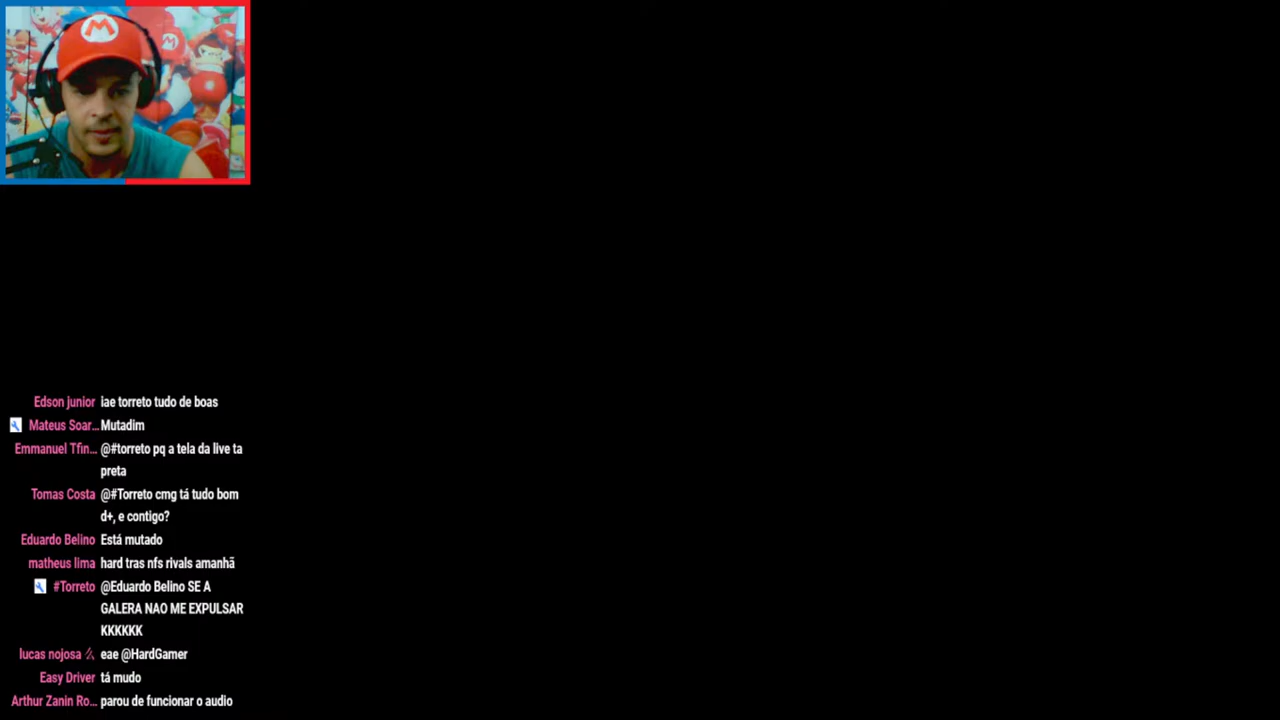 M
M
Edson junior iae torreto tudo de boas
Mateus Soar... Mutadim
Emmanuel Tfin... @#torreto pq a tela da live ta
preta
Tomas Costa @#Torreto cmg tá tudo bom
d+, e contigo?
Eduardo Belino Está mutado
matheus lima hard tras nfs rivals amanhã
#Torreto @Eduardo Belino SE A
GALERA NAO ME EXPULSAR
KKKKKK
lucas nojosa eae @HardGamer
Easy Driver tá mudo
Arthur Zanin Ro... parou de funcionar o audio